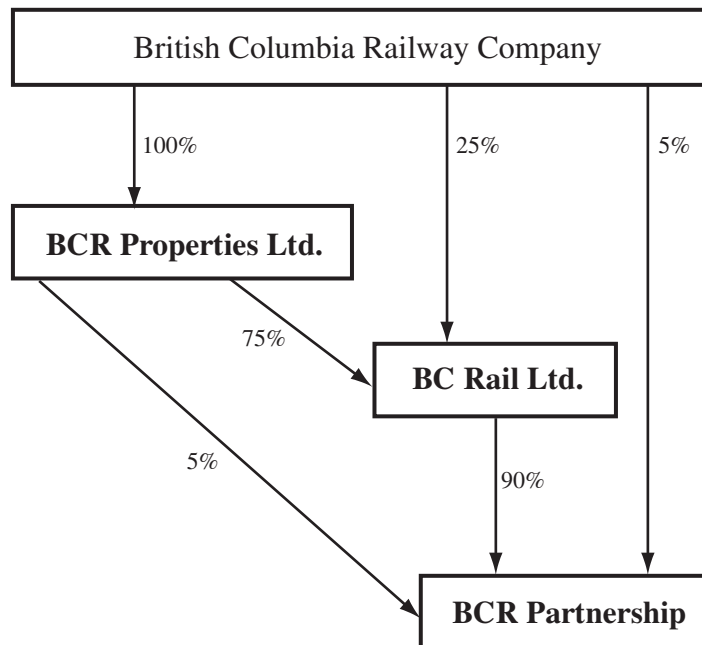 British Columbia Railway Company
100%
25%
5%
BCR Properties Ltd.
75%
BC Rail Ltd.
5%
90%
BCR Partnership